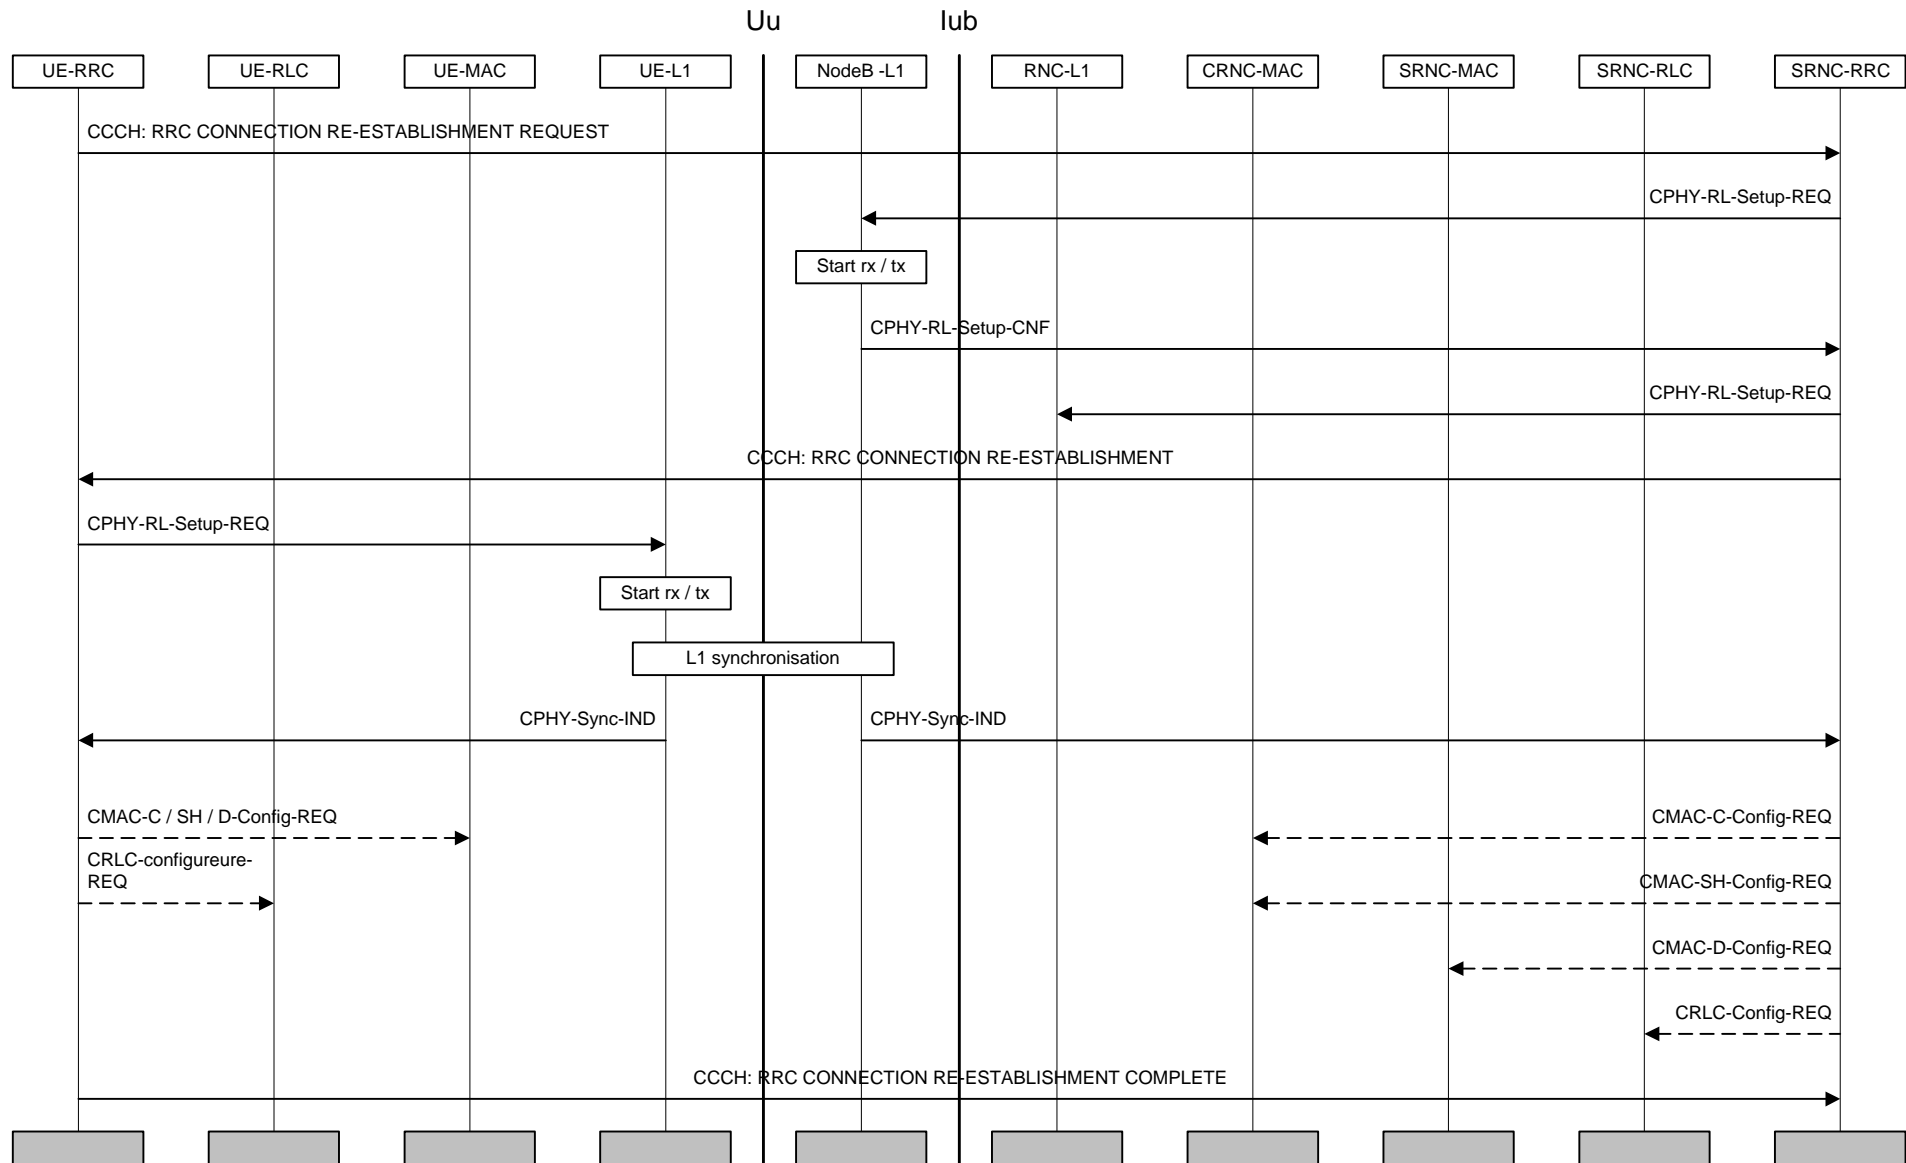 Uu
Iub
UE-RRC
UE-RLC
UE-MAC
UE-L1
NodeB -L1
RNC-L1
CRNC-MAC
SRNC-MAC
SRNC-RLC
SRNC-RRC
CCCH: RRC CONNECTION RE-ESTABLISHMENT REQUEST
CPHY-RL-Setup-REQ
Start rx / tx
CPHY-RL-Setup-CNF
CPHY-RL-Setup-REQ
CCCH: RRC CONNECTION RE-ESTABLISHMENT
CPHY-RL-Setup-REQ
Start rx / tx
L1 synchronisation
CPHY-Sync-IND
CPHY-Sync-IND
CMAC-C / SH / D-Config-REQ
CMAC-C-Config-REQ
CRLC-configureure-
REQ
CMAC-SH-Config-REQ
CMAC-D-Config-REQ
CRLC-Config-REQ
CCCH: RRC CONNECTION RE-ESTABLISHMENT COMPLETE